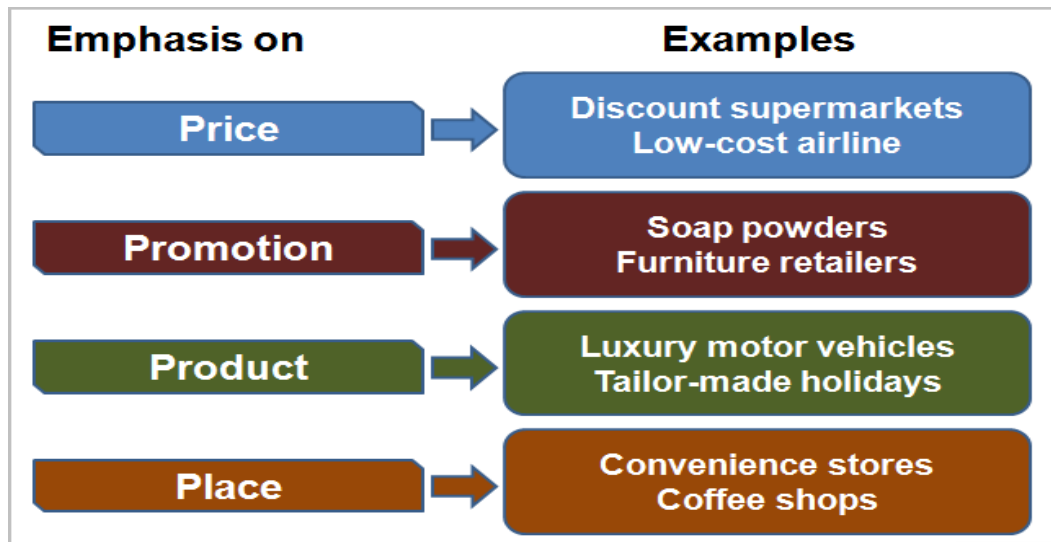 Emphasis on
Examples
Price
Discount supermarkets
Low-cost airline
Promotion
Soap powders
Furniture retailers
Product
Luxury motor vehicles
Tailor-made holidays
Place
Convenience stores
Coffee shops